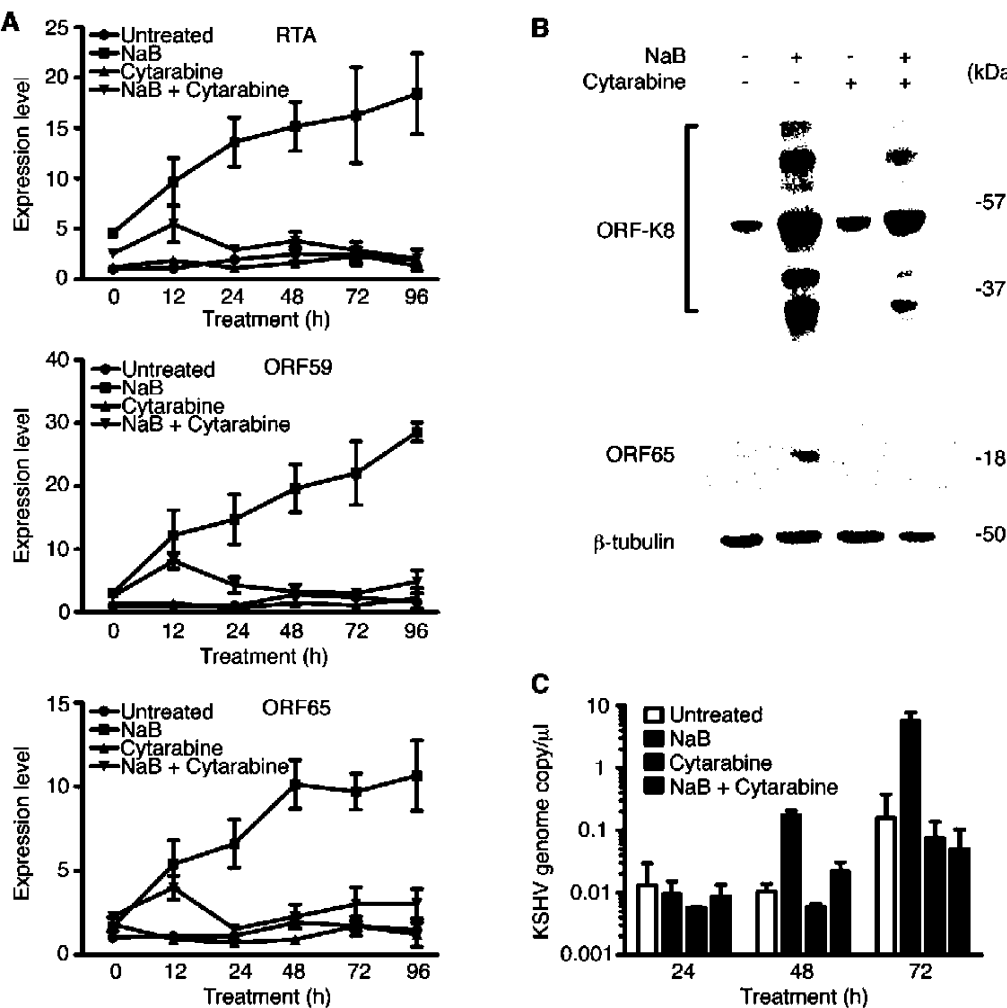 A
RTA
Untreated
NaB
Cytarabine
NaB + Cytarabine
Expression level
25
20
15
10
5
0
0 12 24 48 72 96
Treatment (h)
ORF59
Untreated
NaB
Cytarabine
NaB + Cytarabine
Expression level
40
30
20
10
0
0 12 24 48 72 96
Treatment (h)
ORF65
Untreated
NaB
Cytarabine
NaB + Cytarabine
Expression level
15
10
5
0
0 12 24 48 72 96
Treatment (h)
B
NaB - + - +
Cytarabine - - + +
(kDa
ORF-K8
-57
-37
ORF65 -18
β-tubulin -50
C
Untreated
NaB
Cytarabine
NaB + Cytarabine
KSHV genome copy/μl
10
1
0.1
0.01
0.001
24 48 72
Treatment (h)